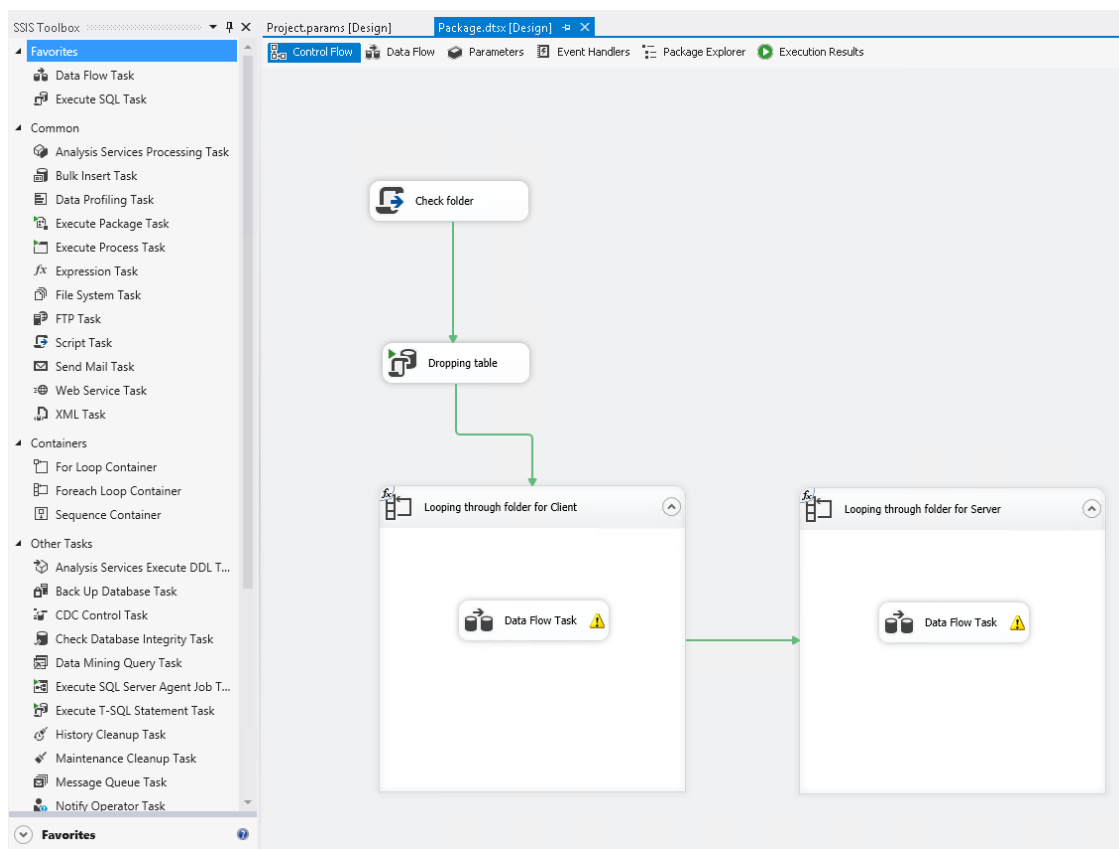 SSIS Toolbox
Project.params [Design]
Package.dtsx [Design]
Control Flow
Data Flow
Parameters
Event Handlers
Package Explorer
Execution Results
Favorites
Data Flow Task
Execute SQL Task
Common
Analysis Services Processing Task
Bulk Insert Task
Data Profiling Task
Execute Package Task
Execute Process Task
fx Expression Task
File System Task
FTP Task
Script Task
Send Mail Task
Web Service Task
XML Task
Containers
For Loop Container
Foreach Loop Container
Sequence Container
Other Tasks
Analysis Services Execute DDL T...
Back Up Database Task
CDC Control Task
Check Database Integrity Task
Data Mining Query Task
Execute SQL Server Agent Job T...
Execute T-SQL Statement Task
History Cleanup Task
Maintenance Cleanup Task
Message Queue Task
Notify Operator Task
Favorites
Check folder
Dropping table
fx
Looping through folder for Client
Data Flow Task
fx
Looping through folder for Server
Data Flow Task